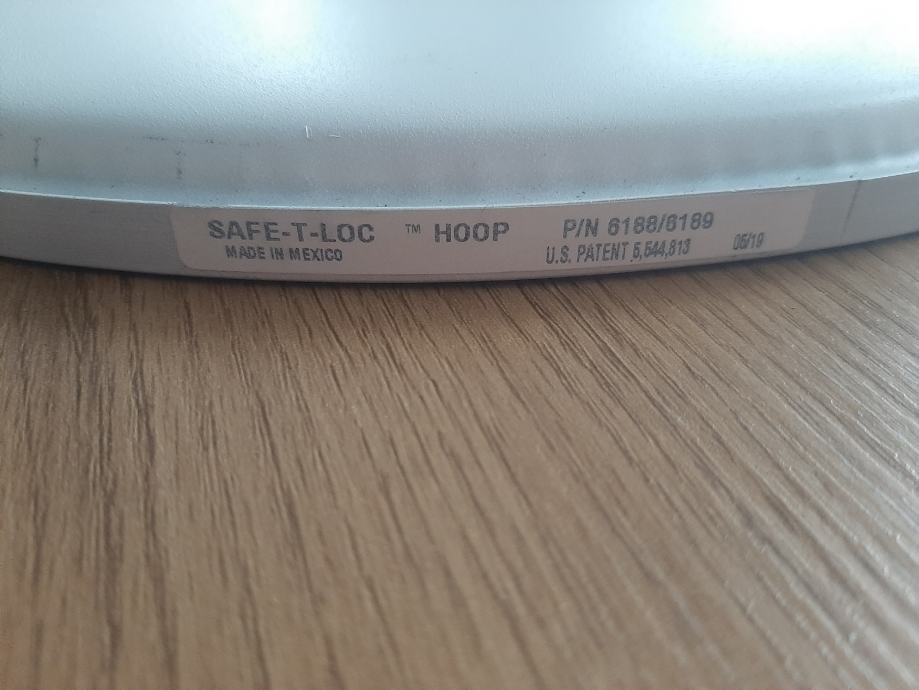 SAFE-T-LOC ™ HOOP P/N 6188/6189
MADE IN MEXICO U.S. PATENT 5,544,813 05/19